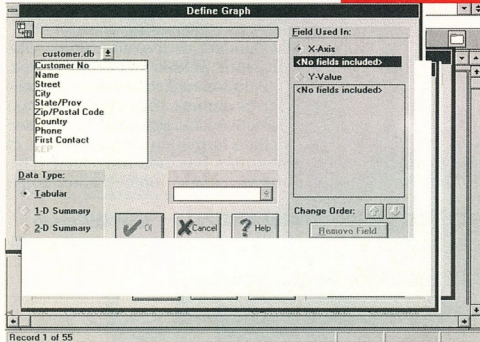 Define Graph
customer.db
Customer No
Name
Street
City
State/Prov
Zip/Postal Code
Country
Phone
First Contact
KEP
Field Used In:
X-Axis
<No fields included>
Y-Value
<No fields included>
Data Type:
Tabular
1-D Summary
2-D Summary
OK
Cancel
Help
Change Order:
Remove Field
Record 1 of 55